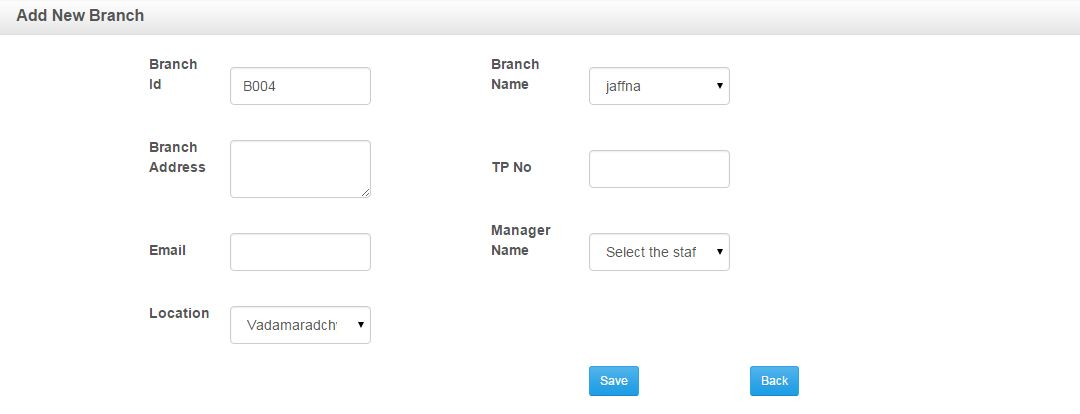 Add New Branch
Branch
Id
B004
Branch
Name
jaffna
Branch
Address
TP No
Email
Manager
Name
Select the staf
Location
Vadamaradch
Save
Back